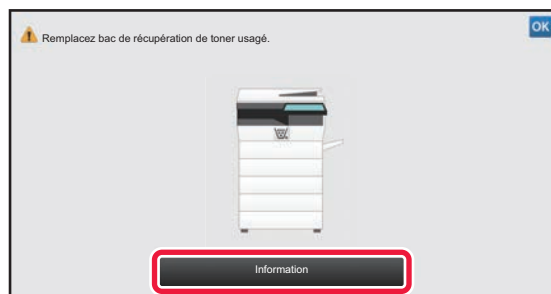 Remplacez bac de récupération de toner usagé.
OK
Information